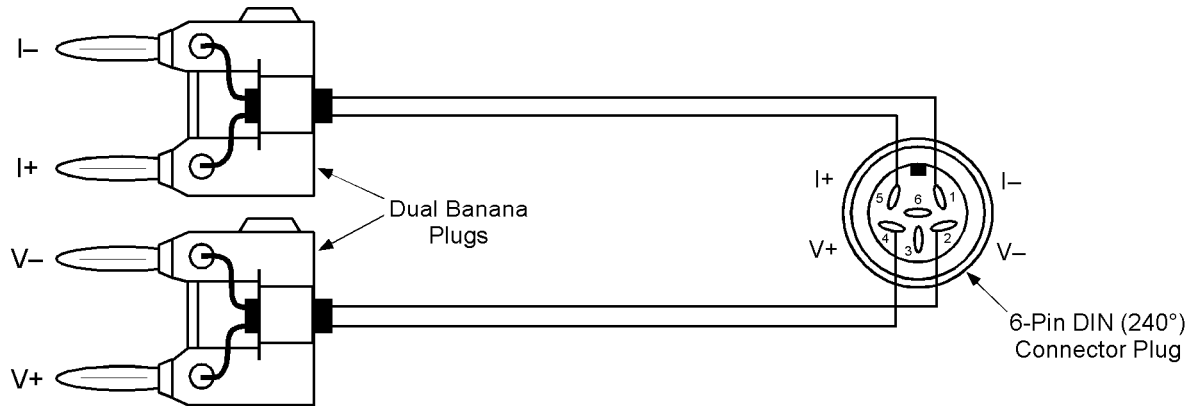 I–
I+
V–
V+
Dual Banana
Plugs
I+
I–
V+
V–
5
6
1
4
3
2
6-Pin DIN (240°)
Connector Plug